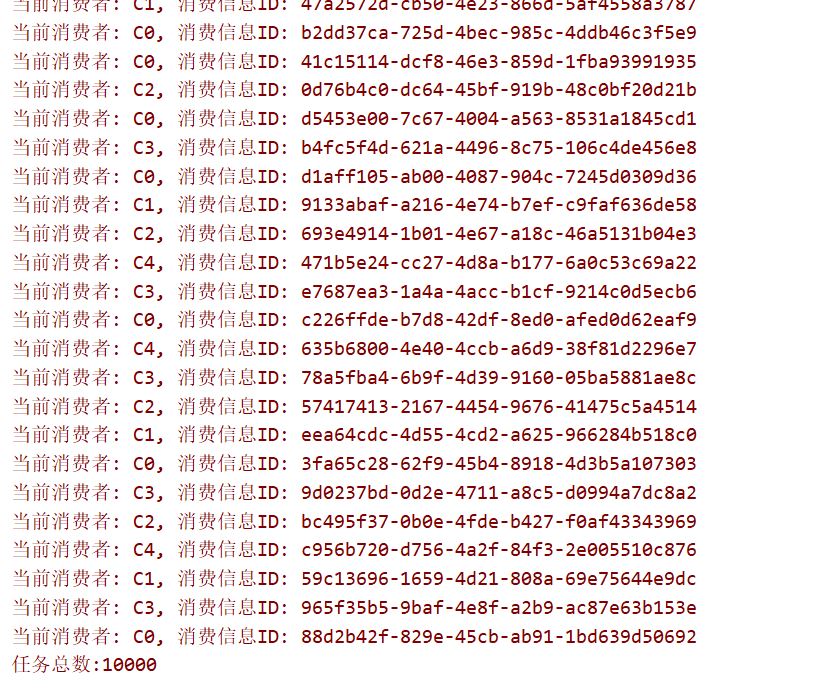 当前消费者: C1, 消费信息ID: 47a2572d-cb50-4e23-866d-5af4558a3787
当前消费者: C0, 消费信息ID: b2dd37ca-725d-4bec-985c-4ddb46c3f5e9
当前消费者: C0, 消费信息ID: 41c15114-dcf8-46e3-859d-1fba93991935
当前消费者: C2, 消费信息ID: 0d76b4c0-dc64-45bf-919b-48c0bf20d21b
当前消费者: C0, 消费信息ID: d5453e00-7c67-4004-a563-8531a1845cd1
当前消费者: C3, 消费信息ID: b4fc5f4d-621a-4496-8c75-106c4de456e8
当前消费者: C0, 消费信息ID: d1aff105-ab00-4087-904c-7245d0309d36
当前消费者: C1, 消费信息ID: 9133abaf-a216-4e74-b7ef-c9faf636de58
当前消费者: C2, 消费信息ID: 693e4914-1b01-4e67-a18c-46a5131b04e3
当前消费者: C4, 消费信息ID: 471b5e24-cc27-4d8a-b177-6a0c53c69a22
当前消费者: C3, 消费信息ID: e7687ea3-1a4a-4acc-b1cf-9214c0d5ecb6
当前消费者: C0, 消费信息ID: c226ffde-b7d8-42df-8ed0-afed0d62eaf9
当前消费者: C4, 消费信息ID: 635b6800-4e40-4ccb-a6d9-38f81d2296e7
当前消费者: C3, 消费信息ID: 78a5fba4-6b9f-4d39-9160-05ba5881ae8c
当前消费者: C2, 消费信息ID: 57417413-2167-4454-9676-41475c5a4514
当前消费者: C1, 消费信息ID: eea64cdc-4d55-4cd2-a625-966284b518c0
当前消费者: C0, 消费信息ID: 3fa65c28-62f9-45b4-8918-4d3b5a107303
当前消费者: C3, 消费信息ID: 9d0237bd-0d2e-4711-a8c5-d0994a7dc8a2
当前消费者: C2, 消费信息ID: bc495f37-0b0e-4fde-b427-f0af43343969
当前消费者: C4, 消费信息ID: c956b720-d756-4a2f-84f3-2e005510c876
当前消费者: C1, 消费信息ID: 59c13696-1659-4d21-808a-69e75644e9dc
当前消费者: C3, 消费信息ID: 965f35b5-9baf-4e8f-a2b9-ac87e63b153e
当前消费者: C0, 消费信息ID: 88d2b42f-829e-45cb-ab91-1bd639d50692
任务总数:10000